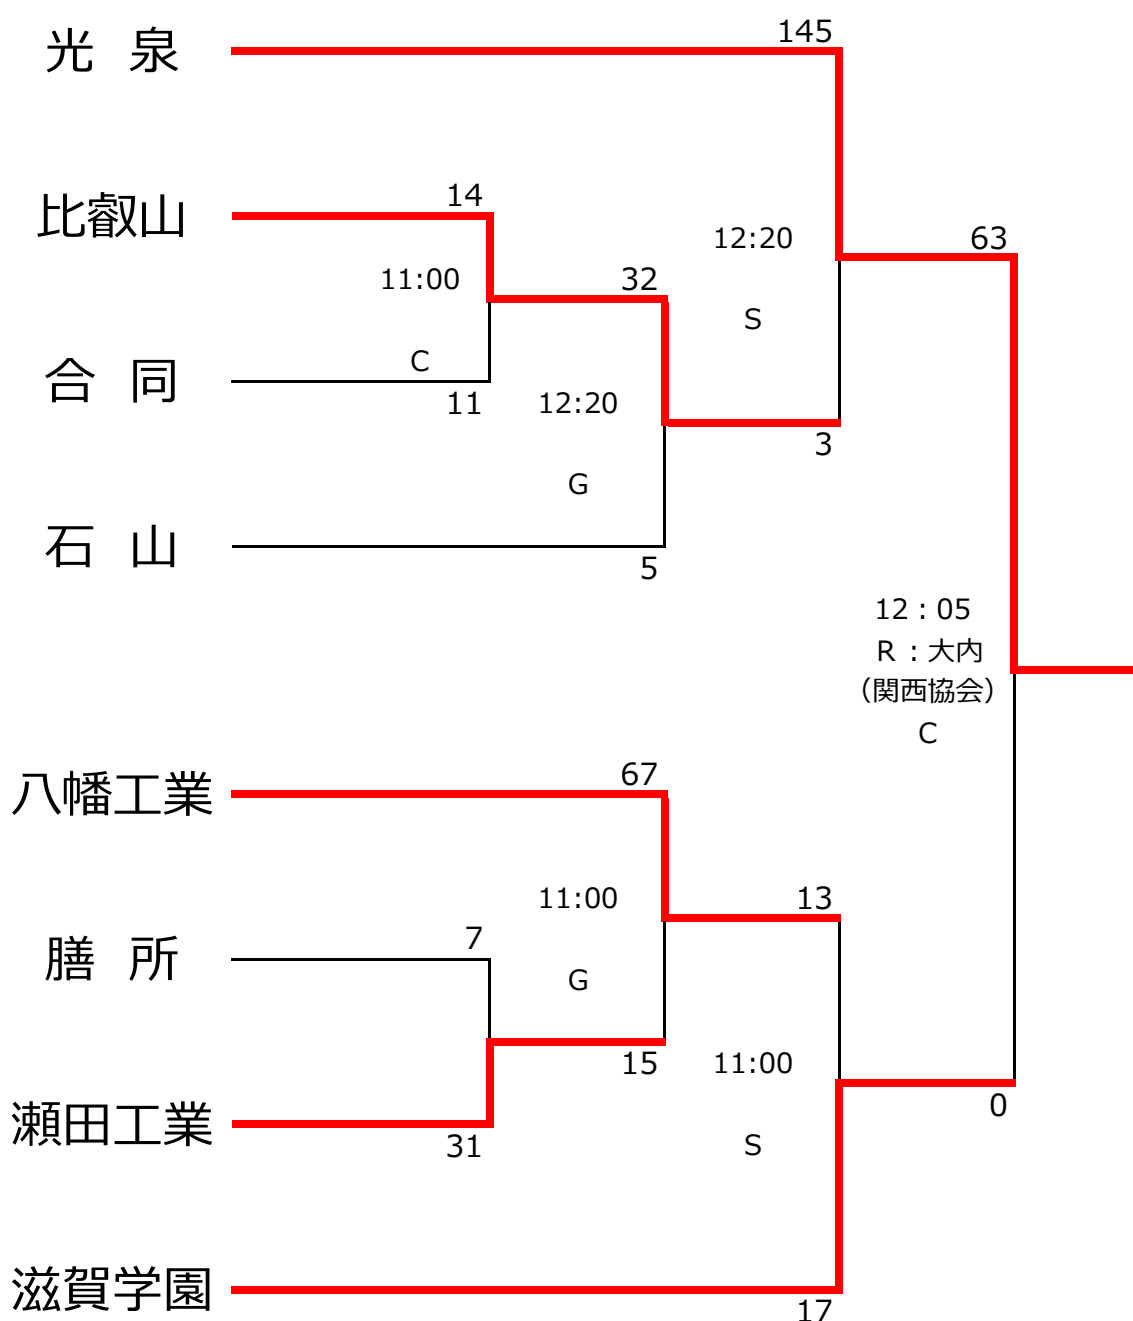 145
光 泉
14
比叡山
12:20
63
11:00
32
S
C
合 同
11
12:20
3
G
石 山
5
12：05
R：大内
（関西協会）
C
67
八幡工業
11:00
13
7
膳 所
G
15
11:00
0
瀬田工業
31
S
滋賀学園
17